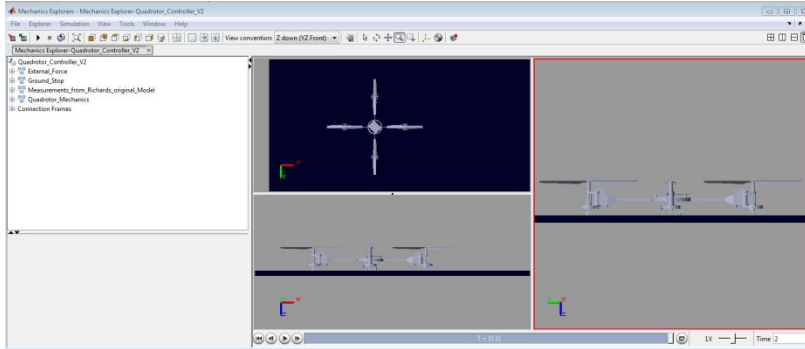 Mechanics Explorers - Mechanics Explorer-Quadrotor_Controller_V2
File Explorer Simulation View Tools Window Help
View convention: Z down (YZ Front)
Mechanics Explorer-Quadrotor_Controller_V2
Quadrotor_Controller_V2
External_Force
Ground_Stop
Measurements_from_Richards_original_Model
Quadrotor_Mechanics
Connection Frames
1X
Time 2